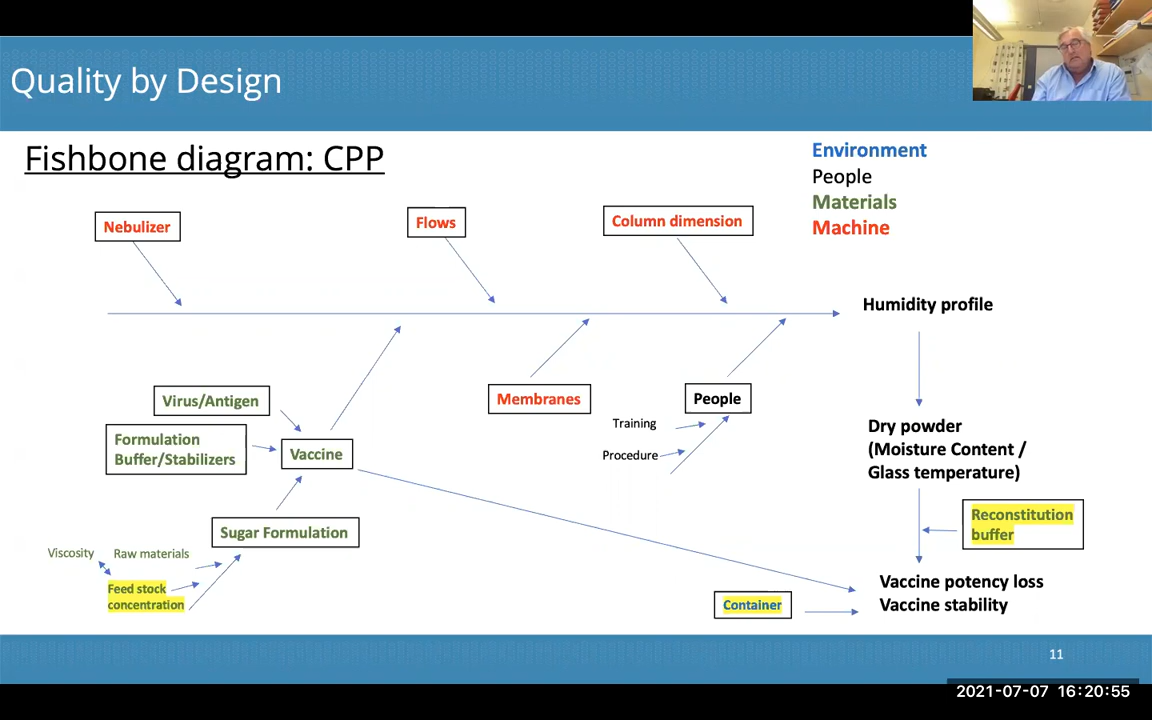 Quality by Design
Fishbone diagram: CPP
Environment
People
Materials
Machine
Nebulizer
Flows
Column dimension
Humidity profile
Virus/Antigen
Formulation
Buffer/Stabilizers
Vaccine
Membranes
People
Training
Procedure
Dry powder
(Moisture Content /
Glass temperature)
Sugar Formulation
Viscosity
Raw materials
Feed stock
concentration
Reconstitution
buffer
Container
Vaccine potency loss
Vaccine stability
11
2021-07-07 16:20:55